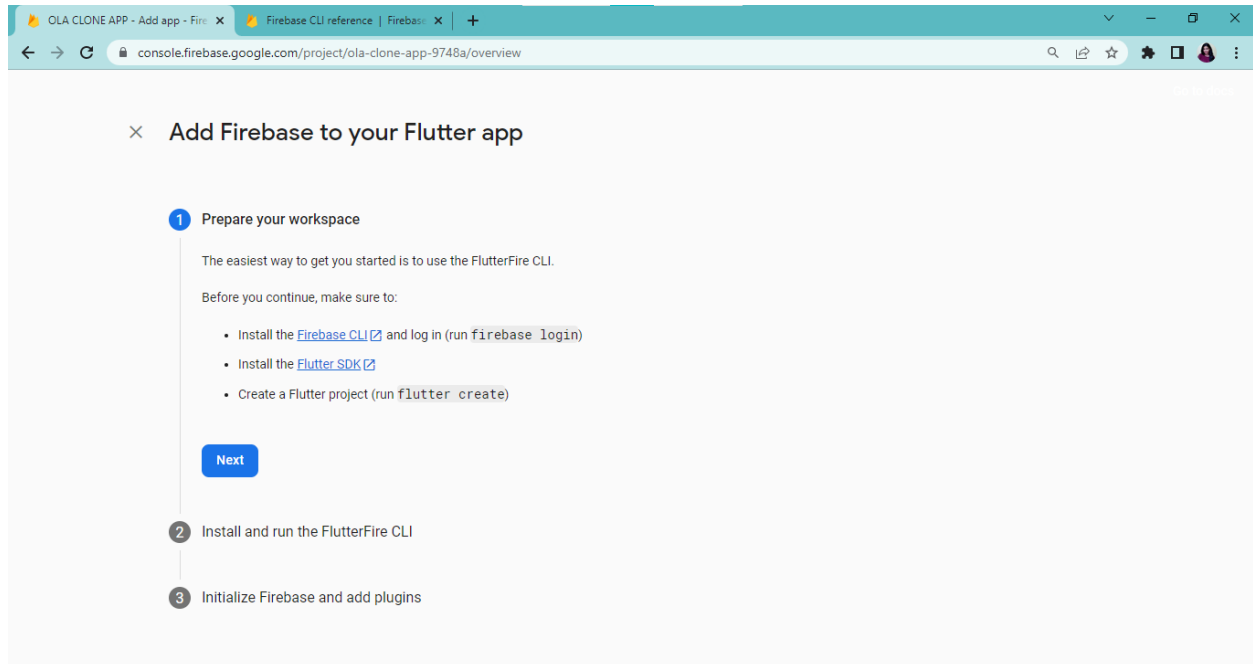 OLA CLONE APP - Add app - Fire
Firebase CLI reference | Firebase
console.firebase.google.com/project/ola-clone-app-9748a/overview
Go to docs
Add Firebase to your Flutter app
1 Prepare your workspace
The easiest way to get you started is to use the FlutterFire CLI.
Before you continue, make sure to:
• Install the Firebase CLI and log in (run firebase login)
• Install the Flutter SDK
• Create a Flutter project (run flutter create)
Next
2 Install and run the FlutterFire CLI
3 Initialize Firebase and add plugins